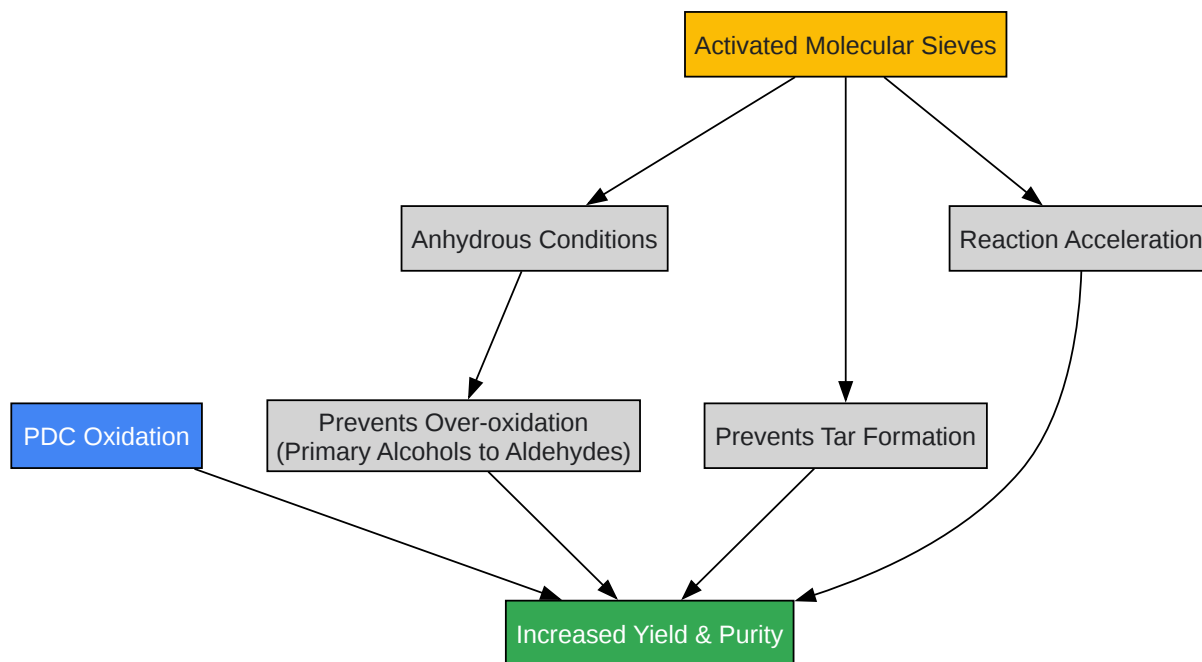 Activated Molecular Sieves
Anhydrous Conditions
Reaction Acceleration
PDC Oxidation
Prevents Over-oxidation
(Primary Alcohols to Aldehydes)
Prevents Tar Formation
Increased Yield & Purity